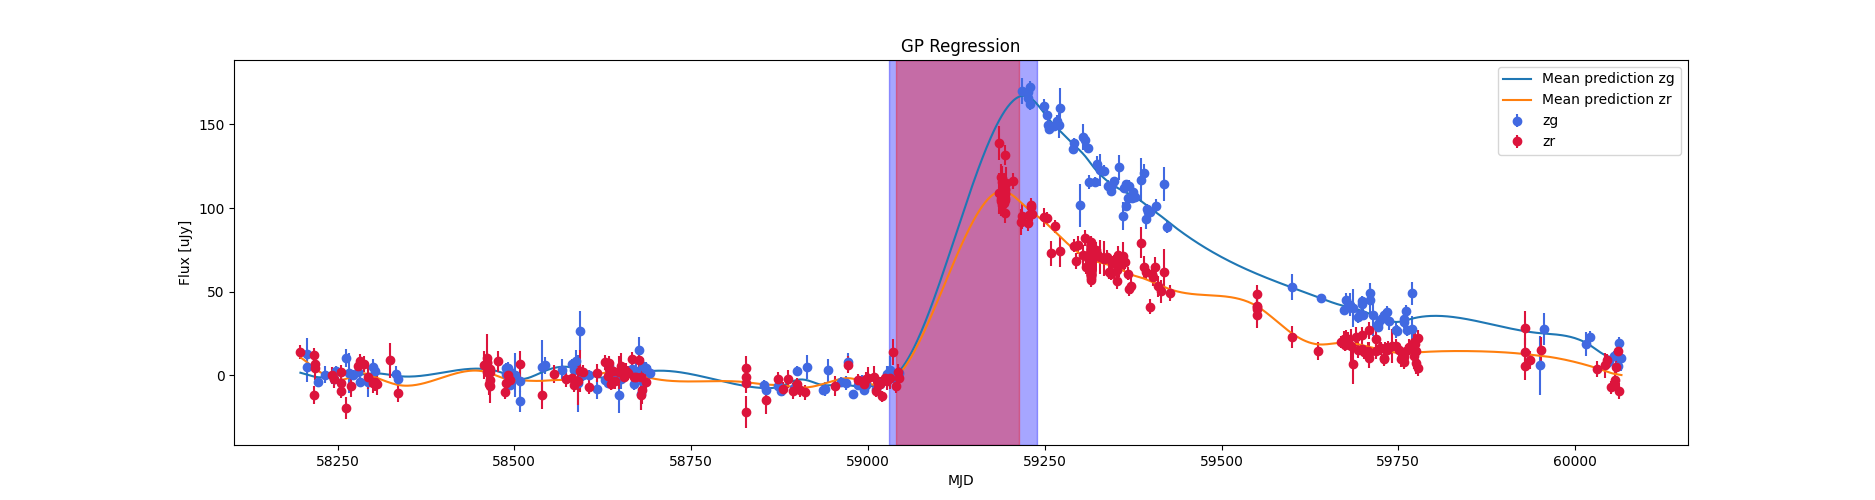 GP Regression
Mean prediction zg
Mean prediction zr
zg
zr
Flux [uJy]
150
100
50
0
58250 58500 58750 59000 59250 59500 59750 60000
MJD